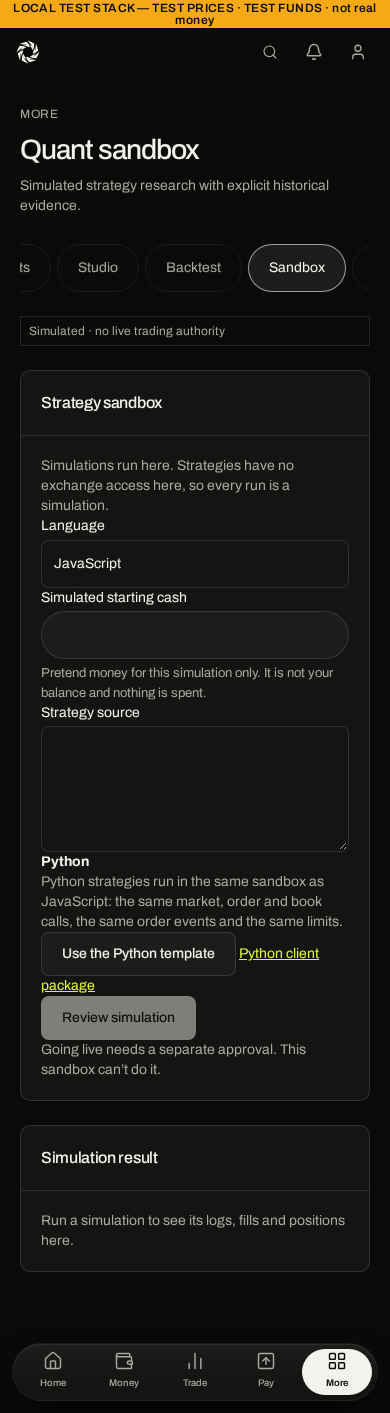 LOCAL TEST STACK — TEST PRICES · TEST FUNDS · not real
money
MORE
Quant sandbox
Simulated strategy research with explicit historical
evidence.
ts Studio Backtest Sandbox
Simulated · no live trading authority
Strategy sandbox
Simulations run here. Strategies have no
exchange access here, so every run is a
simulation.
Language
JavaScript
Simulated starting cash
Pretend money for this simulation only. It is not your
balance and nothing is spent.
Strategy source
Python
Python strategies run in the same sandbox as
JavaScript: the same market, order and book
calls, the same order events and the same limits.
Use the Python template Python client
package
Review simulation
Going live needs a separate approval. This
sandbox can’t do it.
Simulation result
Run a simulation to see its logs, fills and positions
here.
Home Money Trade Pay More